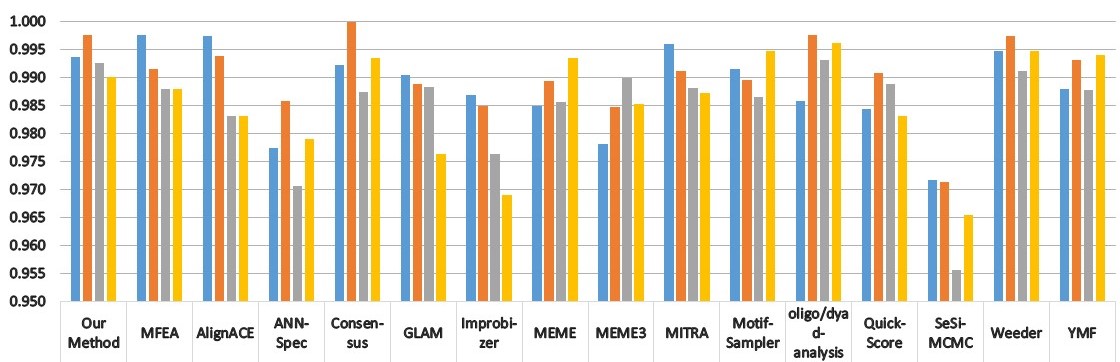 1.000
0.995
0.990
0.985
0.980
0.975
0.970
0.965
0.960
0.955
0.950
Our
Method
MFEA
AlignACE
ANN-
Spec
Consen-
sus
GLAM
Improbi-
zer
MEME
MEME3
MITRA
Motif-
Sampler
oligo/dya
d-
analysis
Quick-
Score
SeSi-
MCMC
Weeder
YMF